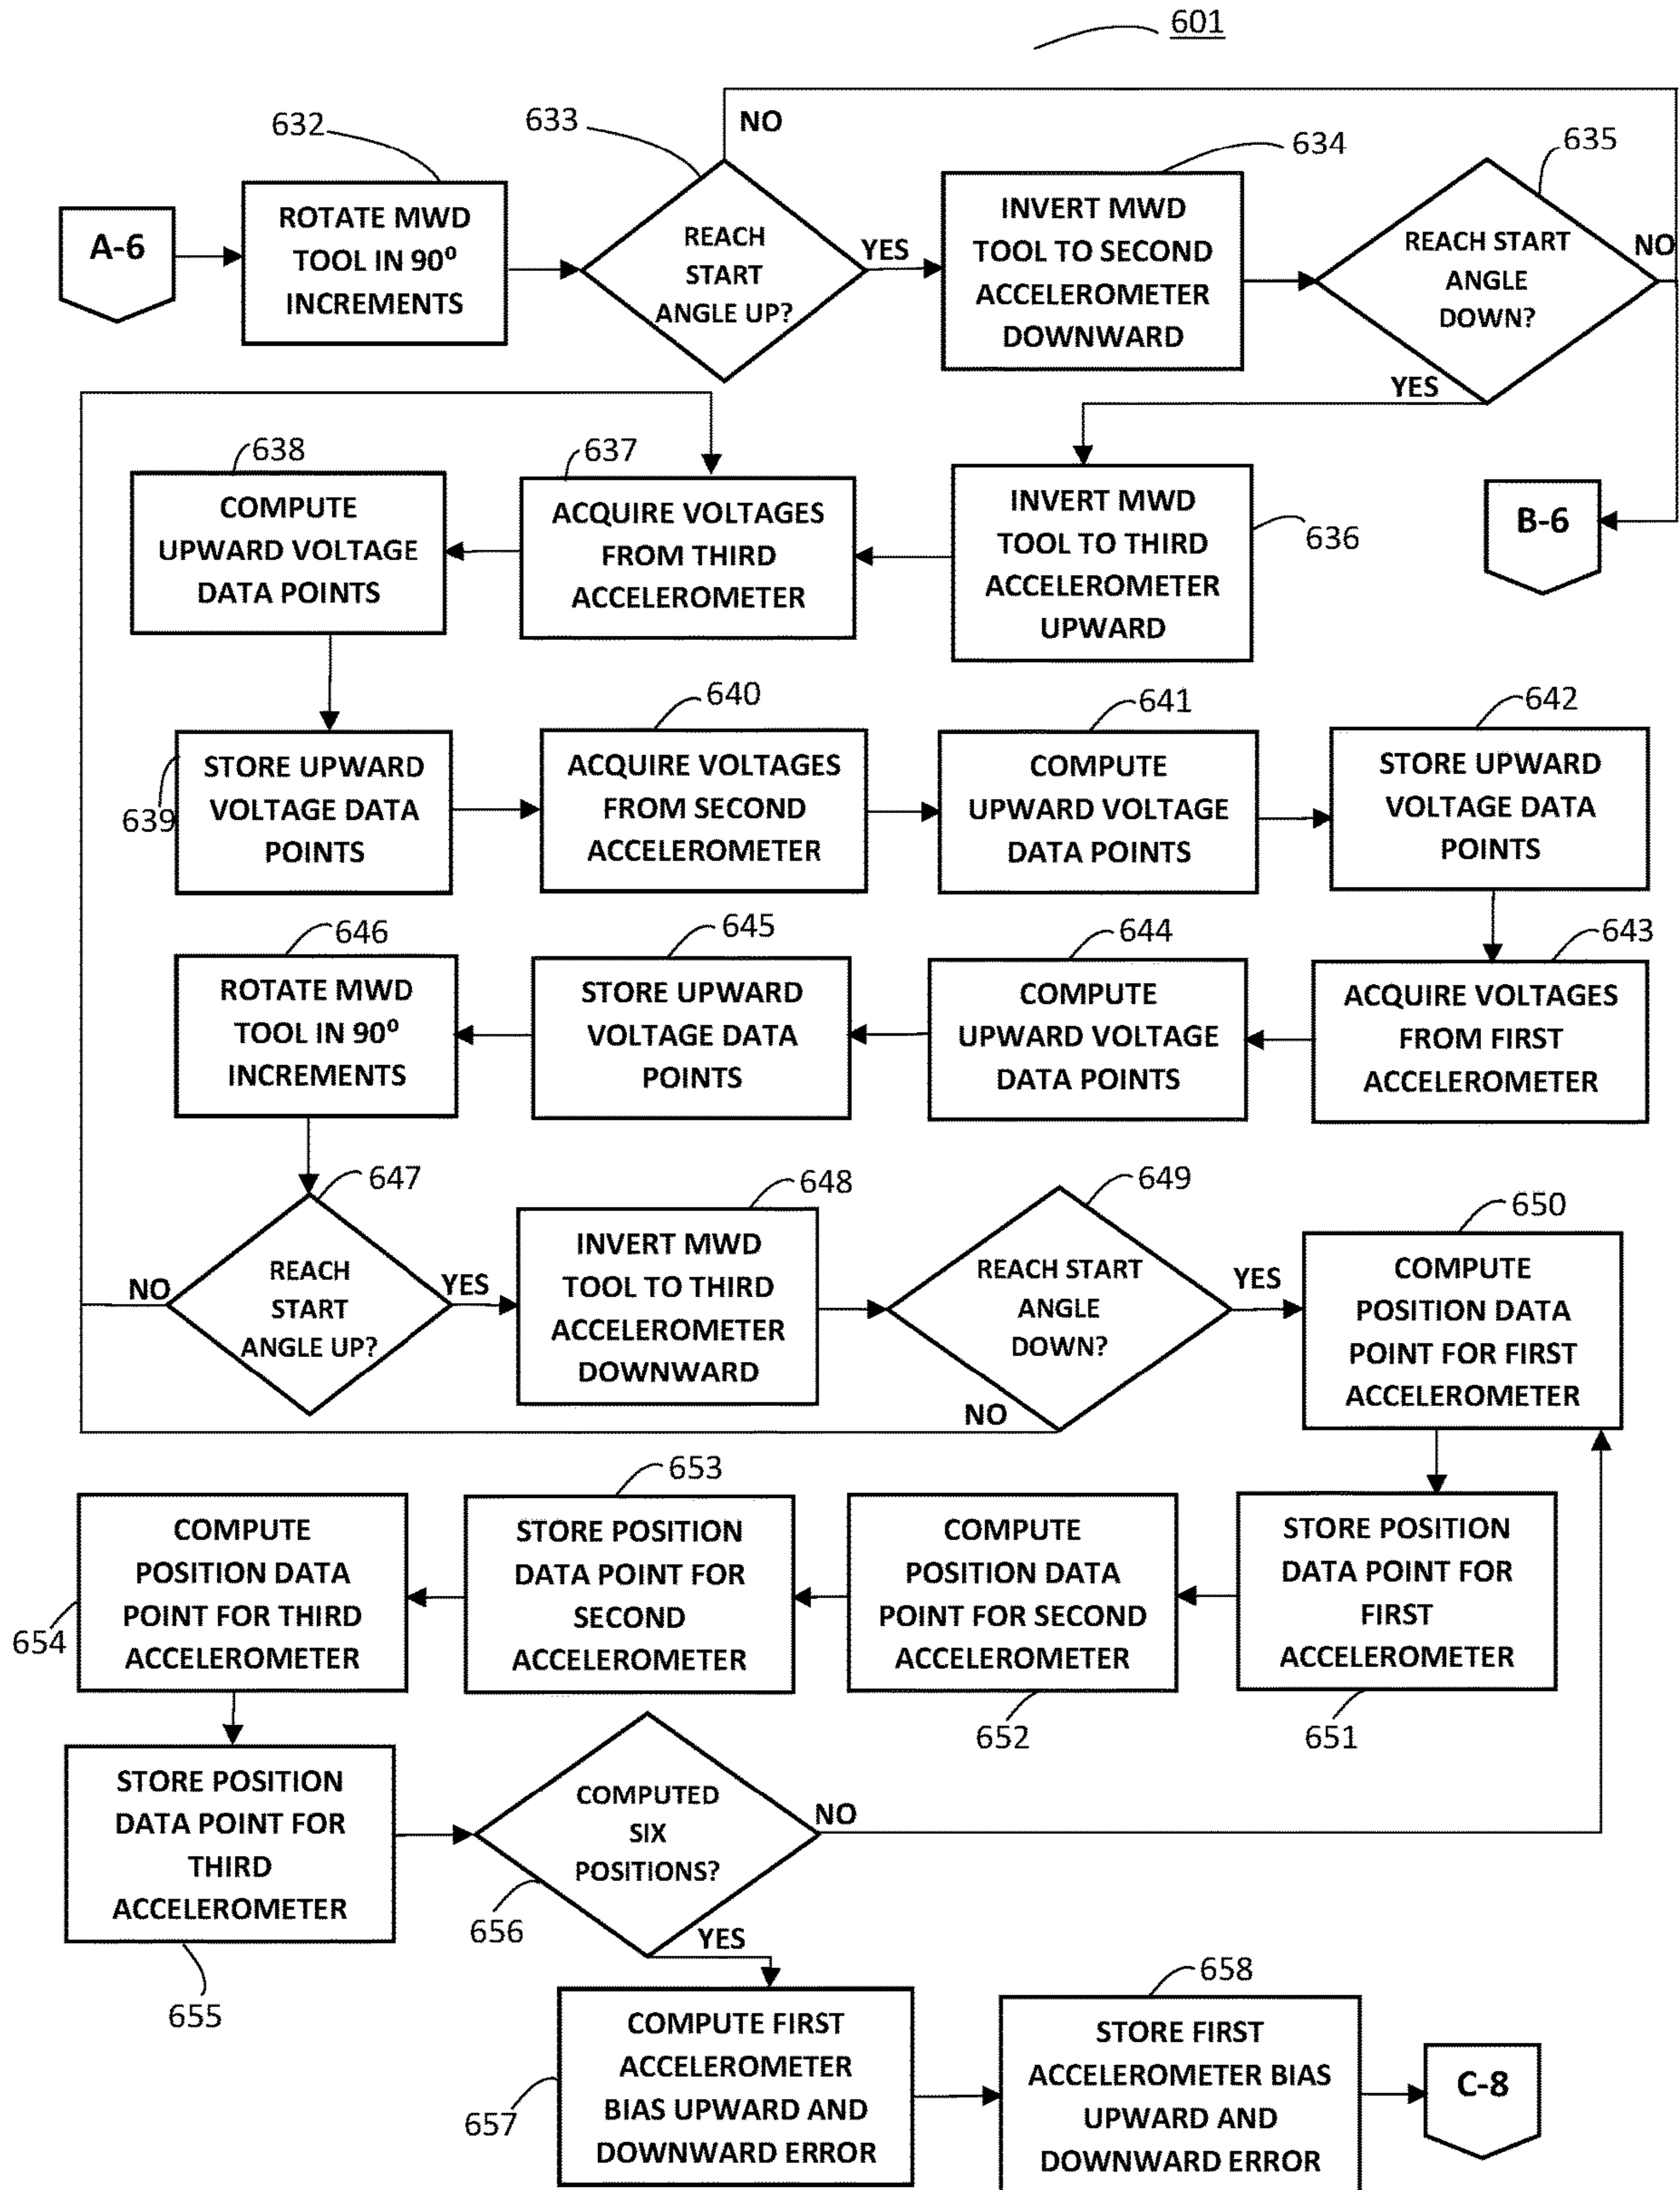 601
632
633
NO
634
635
A-6
ROTATE MWD
TOOL IN 90⁰
INCREMENTS
REACH
START
ANGLE UP?
YES
INVERT MWD
TOOL TO SECOND
ACCELEROMETER
DOWNWARD
REACH START
ANGLE
DOWN?
NO
YES
638
COMPUTE
UPWARD VOLTAGE
DATA POINTS
637
ACQUIRE VOLTAGES
FROM THIRD
ACCELEROMETER
INVERT MWD
TOOL TO THIRD
ACCELEROMETER
UPWARD
636
B-6
639
STORE UPWARD
VOLTAGE DATA
POINTS
640
ACQUIRE VOLTAGES
FROM SECOND
ACCELEROMETER
641
COMPUTE
UPWARD VOLTAGE
DATA POINTS
642
STORE UPWARD
VOLTAGE DATA
POINTS
646
ROTATE MWD
TOOL IN 90⁰
INCREMENTS
645
STORE UPWARD
VOLTAGE DATA
POINTS
644
COMPUTE
UPWARD VOLTAGE
DATA POINTS
643
ACQUIRE VOLTAGES
FROM FIRST
ACCELEROMETER
647
NO
REACH
START
ANGLE UP?
YES
648
INVERT MWD
TOOL TO THIRD
ACCELEROMETER
DOWNWARD
649
REACH START
ANGLE
DOWN?
NO
YES
650
COMPUTE
POSITION DATA
POINT FOR FIRST
ACCELEROMETER
654
COMPUTE
POSITION DATA
POINT FOR THIRD
ACCELEROMETER
653
STORE POSITION
DATA POINT FOR
SECOND
ACCELEROMETER
COMPUTE
POSITION DATA
POINT FOR SECOND
ACCELEROMETER
652
STORE POSITION
DATA POINT FOR
FIRST
ACCELEROMETER
651
STORE POSITION
DATA POINT FOR
THIRD
ACCELEROMETER
655
COMPUTED
SIX
POSITIONS?
NO
656
YES
657
COMPUTE FIRST
ACCELEROMETER
BIAS UPWARD AND
DOWNWARD ERROR
658
STORE FIRST
ACCELEROMETER BIAS
UPWARD AND
DOWNWARD ERROR
C-8